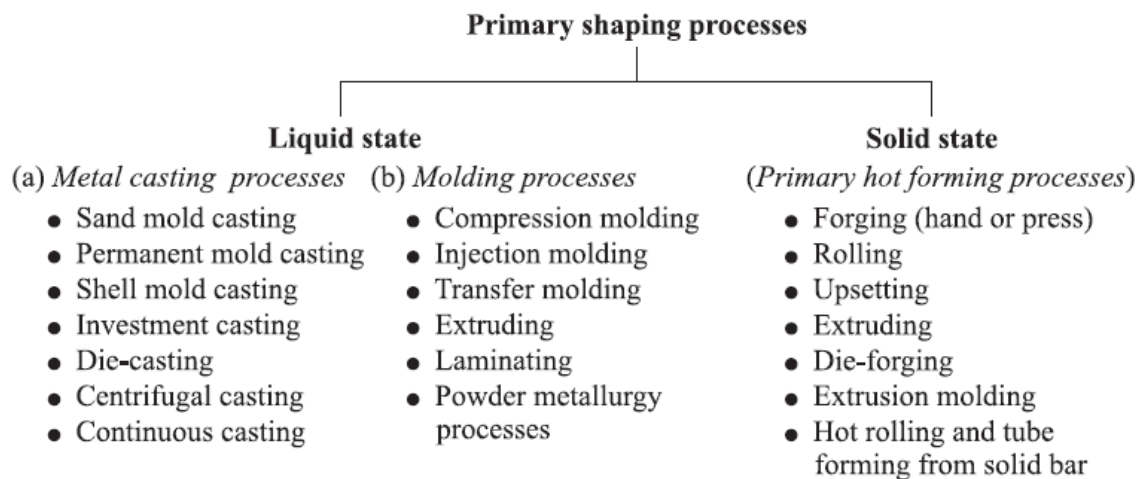 Primary shaping processes
Liquid state
(a) Metal casting processes
● Sand mold casting
● Permanent mold casting
● Shell mold casting
● Investment casting
● Die-casting
● Centrifugal casting
● Continuous casting
(b) Molding processes
● Compression molding
● Injection molding
● Transfer molding
● Extruding
● Laminating
● Powder metallurgy
processes
Solid state
(Primary hot forming processes)
● Forging (hand or press)
● Rolling
● Upsetting
● Extruding
● Die-forging
● Extrusion molding
● Hot rolling and tube
forming from solid bar